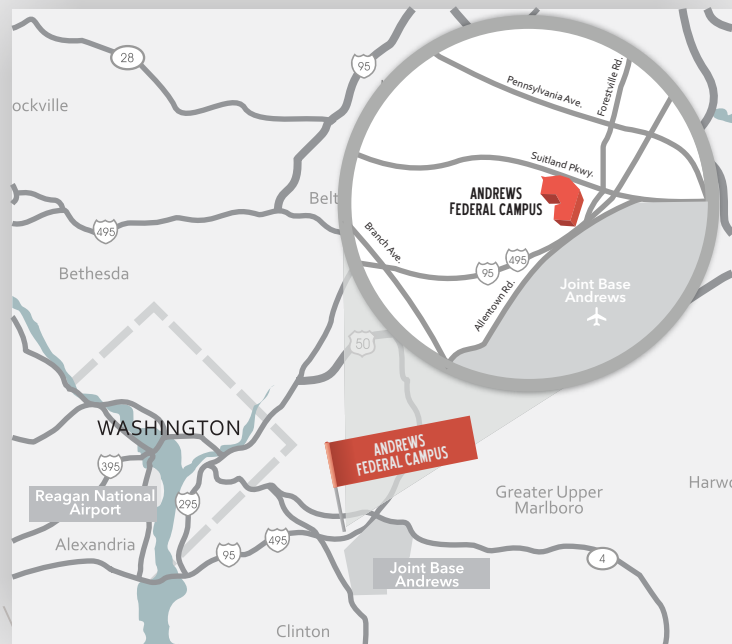 28
95
ockville
Pennsylvania Ave.
Forestville Rd.
Suitland Pkwy.
ANDREWS
FEDERAL CAMPUS
Belt
495
Branch Ave.
95
495
Allentown Rd.
Joint Base
Andrews
Bethesda
50
WASHINGTON
ANDREWS
FEDERAL CAMPUS
395
Reagan National
Airport
295
Greater Upper
Marlboro
Harwo
Alexandria
95
495
4
Joint Base
Andrews
Clinton